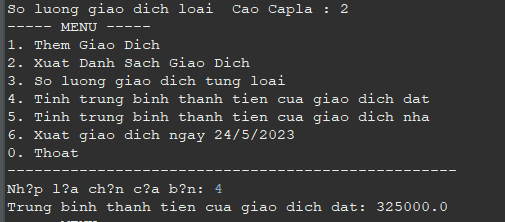 So luong giao dich loai  Cao Capla : 2
----- MENU -----
1. Them Giao Dich
2. Xuat Danh Sach Giao Dich
3. So luong giao dich tung loai
4. Tinh trung binh thanh tien cua giao dich dat
5. Tinh trung binh thanh tien cua giao dich nha
6. Xuat giao dich ngay 24/5/2023
0. Thoat
--------------------------------------------------
Nh?p l?a ch?n c?a b?n: 4
Trung binh thanh tien cua giao dich dat: 325000.0